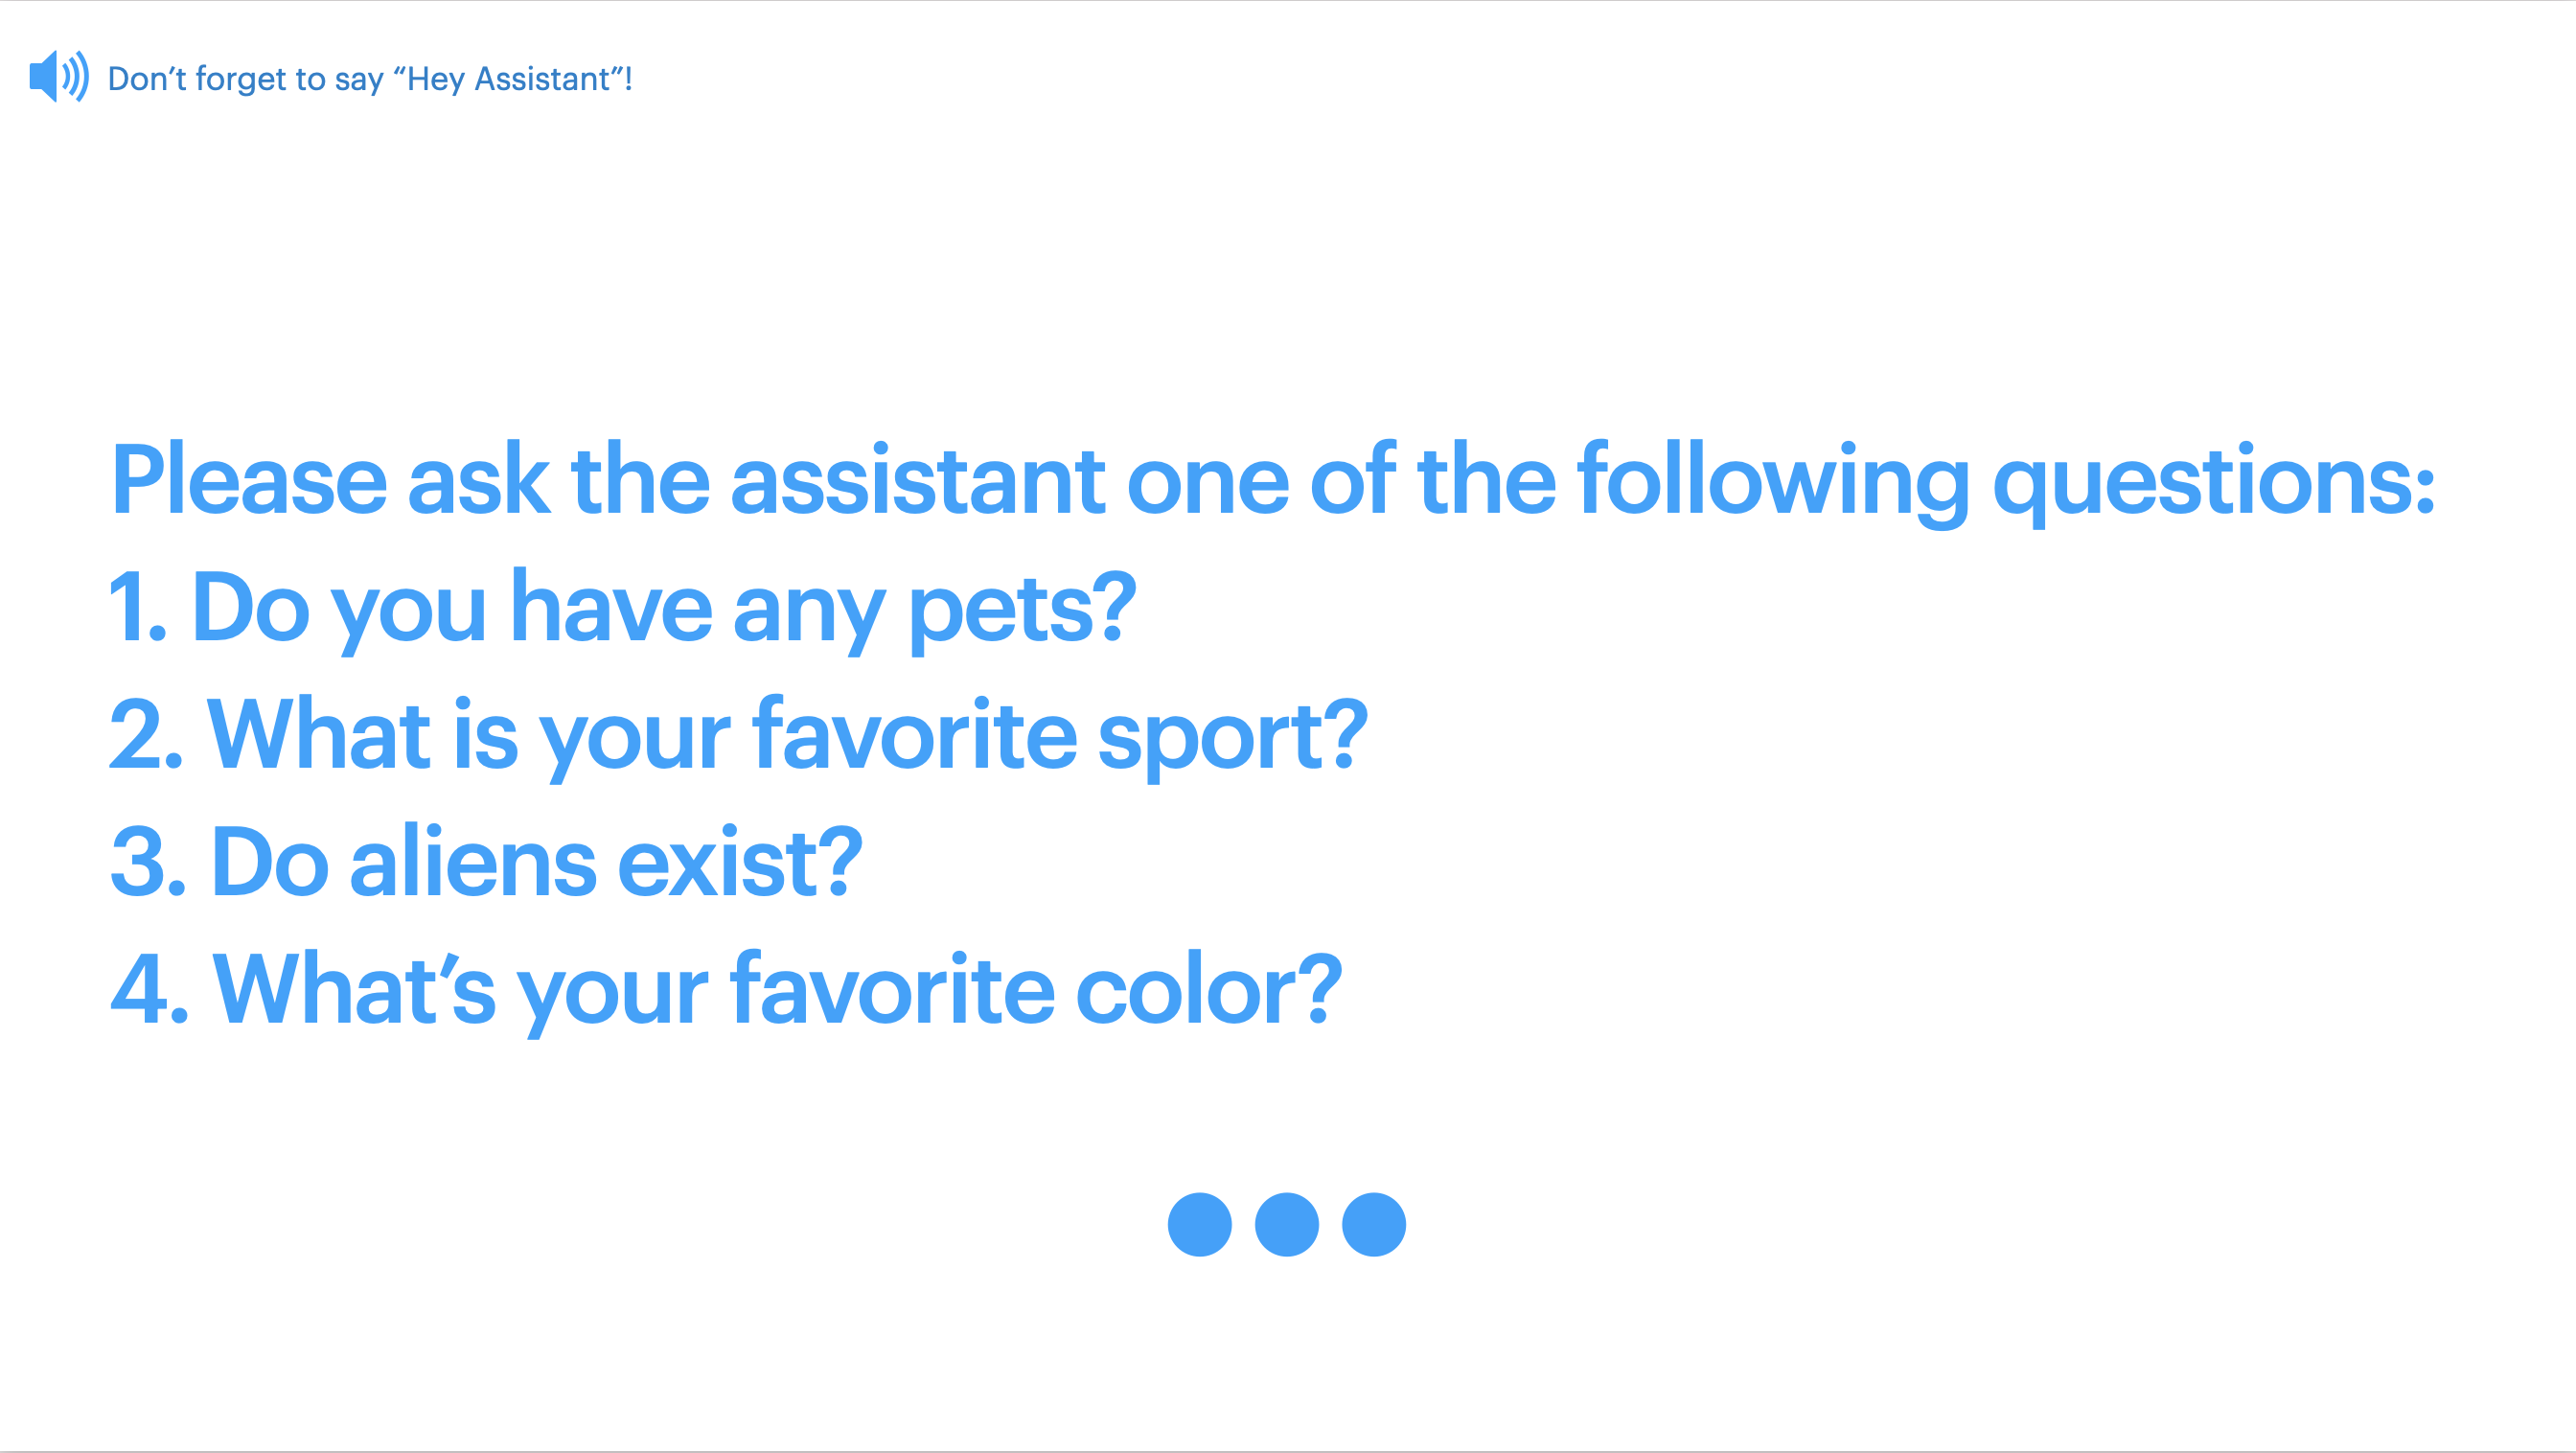 Don’t forget to say “Hey Assistant”!
Please ask the assistant one of the following questions:
1. Do you have any pets?
2. What is your favorite sport?
3. Do aliens exist?
4. What’s your favorite color?